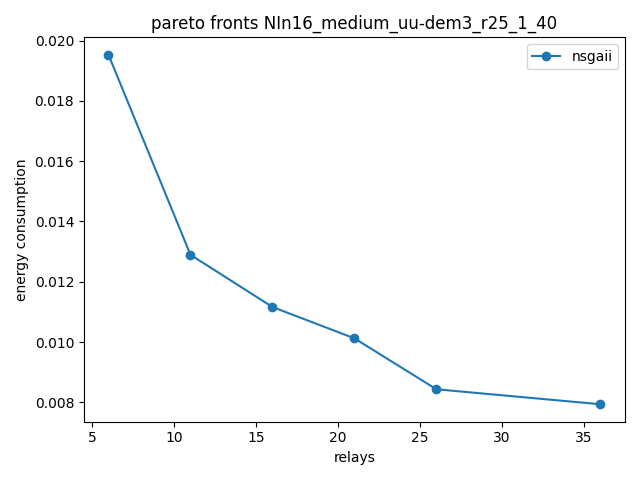 pareto fronts NIn16_medium_uu-dem3_r25_1_40
nsgaii
energy consumption
0.020
0.018
0.016
0.014
0.012
0.010
0.008
5 10 15 20 25 30 35
relays